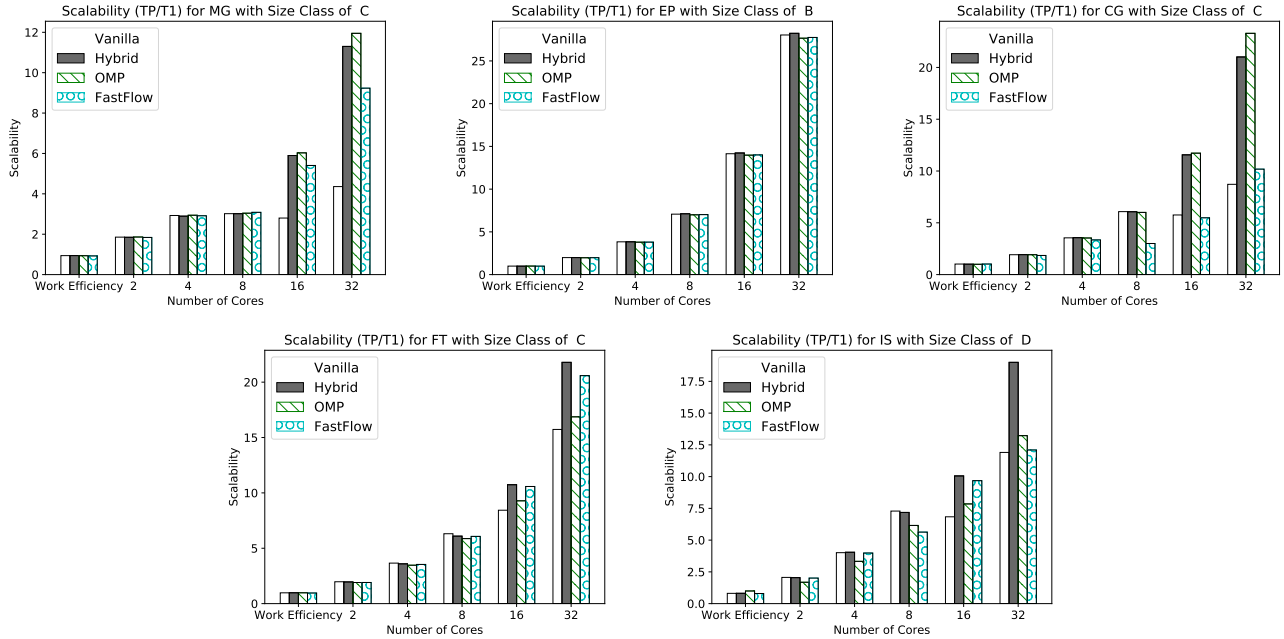 Scalability (TP/T1) for MG with Size Class of  C
12
10
8
6
4
2
0
Scalability
Vanilla
Hybrid
OMP
FastFlow
Work Efficiency 2 4 8 16 32
Number of Cores
Scalability (TP/T1) for EP with Size Class of  B
25
20
15
10
5
0
Scalability
Vanilla
Hybrid
OMP
FastFlow
Work Efficiency 2 4 8 16 32
Number of Cores
Scalability (TP/T1) for CG with Size Class of  C
20
15
10
5
0
Scalability
Vanilla
Hybrid
OMP
FastFlow
Work Efficiency 2 4 8 16 32
Number of Cores
Scalability (TP/T1) for FT with Size Class of  C
20
15
10
5
0
Scalability
Vanilla
Hybrid
OMP
FastFlow
Work Efficiency 2 4 8 16 32
Number of Cores
Scalability (TP/T1) for IS with Size Class of  D
17.5
15.0
12.5
10.0
7.5
5.0
2.5
0.0
Scalability
Vanilla
Hybrid
OMP
FastFlow
Work Efficiency 2 4 8 16 32
Number of Cores